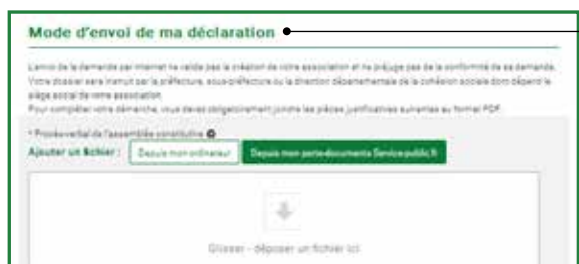 Mode d'envoi de ma déclaration
L'envoi de la demande par internet ne valide pas la création de votre association et ne préjuge pas de la conformité de sa demande.
Votre dossier sera instruit par la préfecture, sous-préfecture ou la direction départementale de la cohésion sociale dont dépend le
siège social de votre association.
Pour compléter votre démarche, vous devez obligatoirement joindre les pièces justificatives suivantes au format PDF.
* Procès-verbal de l'assemblée constitutive
Ajouter un fichier : Depuis mon ordinateur Depuis mon porte-documents Service-public.fr
Glisser - déposer un fichier ici